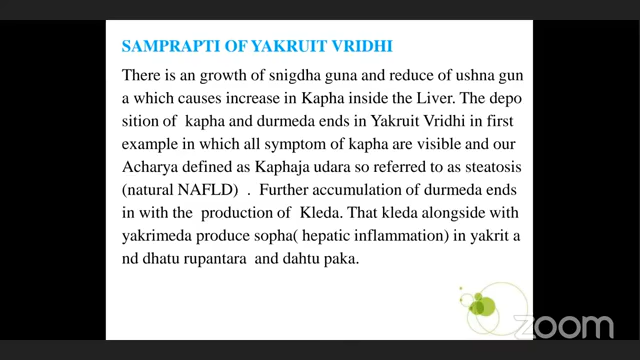 SAMPRAPTI OF YAKRUIT VRIDHI
There is an growth of snigdha guna and reduce of ushna gun
a which causes increase in Kapha inside the Liver. The depo
sition of kapha and durmeda ends in Yakruit Vridhi in first
example in which all symptom of kapha are visible and our
Acharya defined as Kaphaja udara so referred to as steatosis
(natural NAFLD) . Further accumulation of durmeda ends
in with the production of Kleda. That kleda alongside with
yakrimeda produce sopha( hepatic inflammation) in yakrit a
nd dhatu rupantara and dahtu paka.
zoom